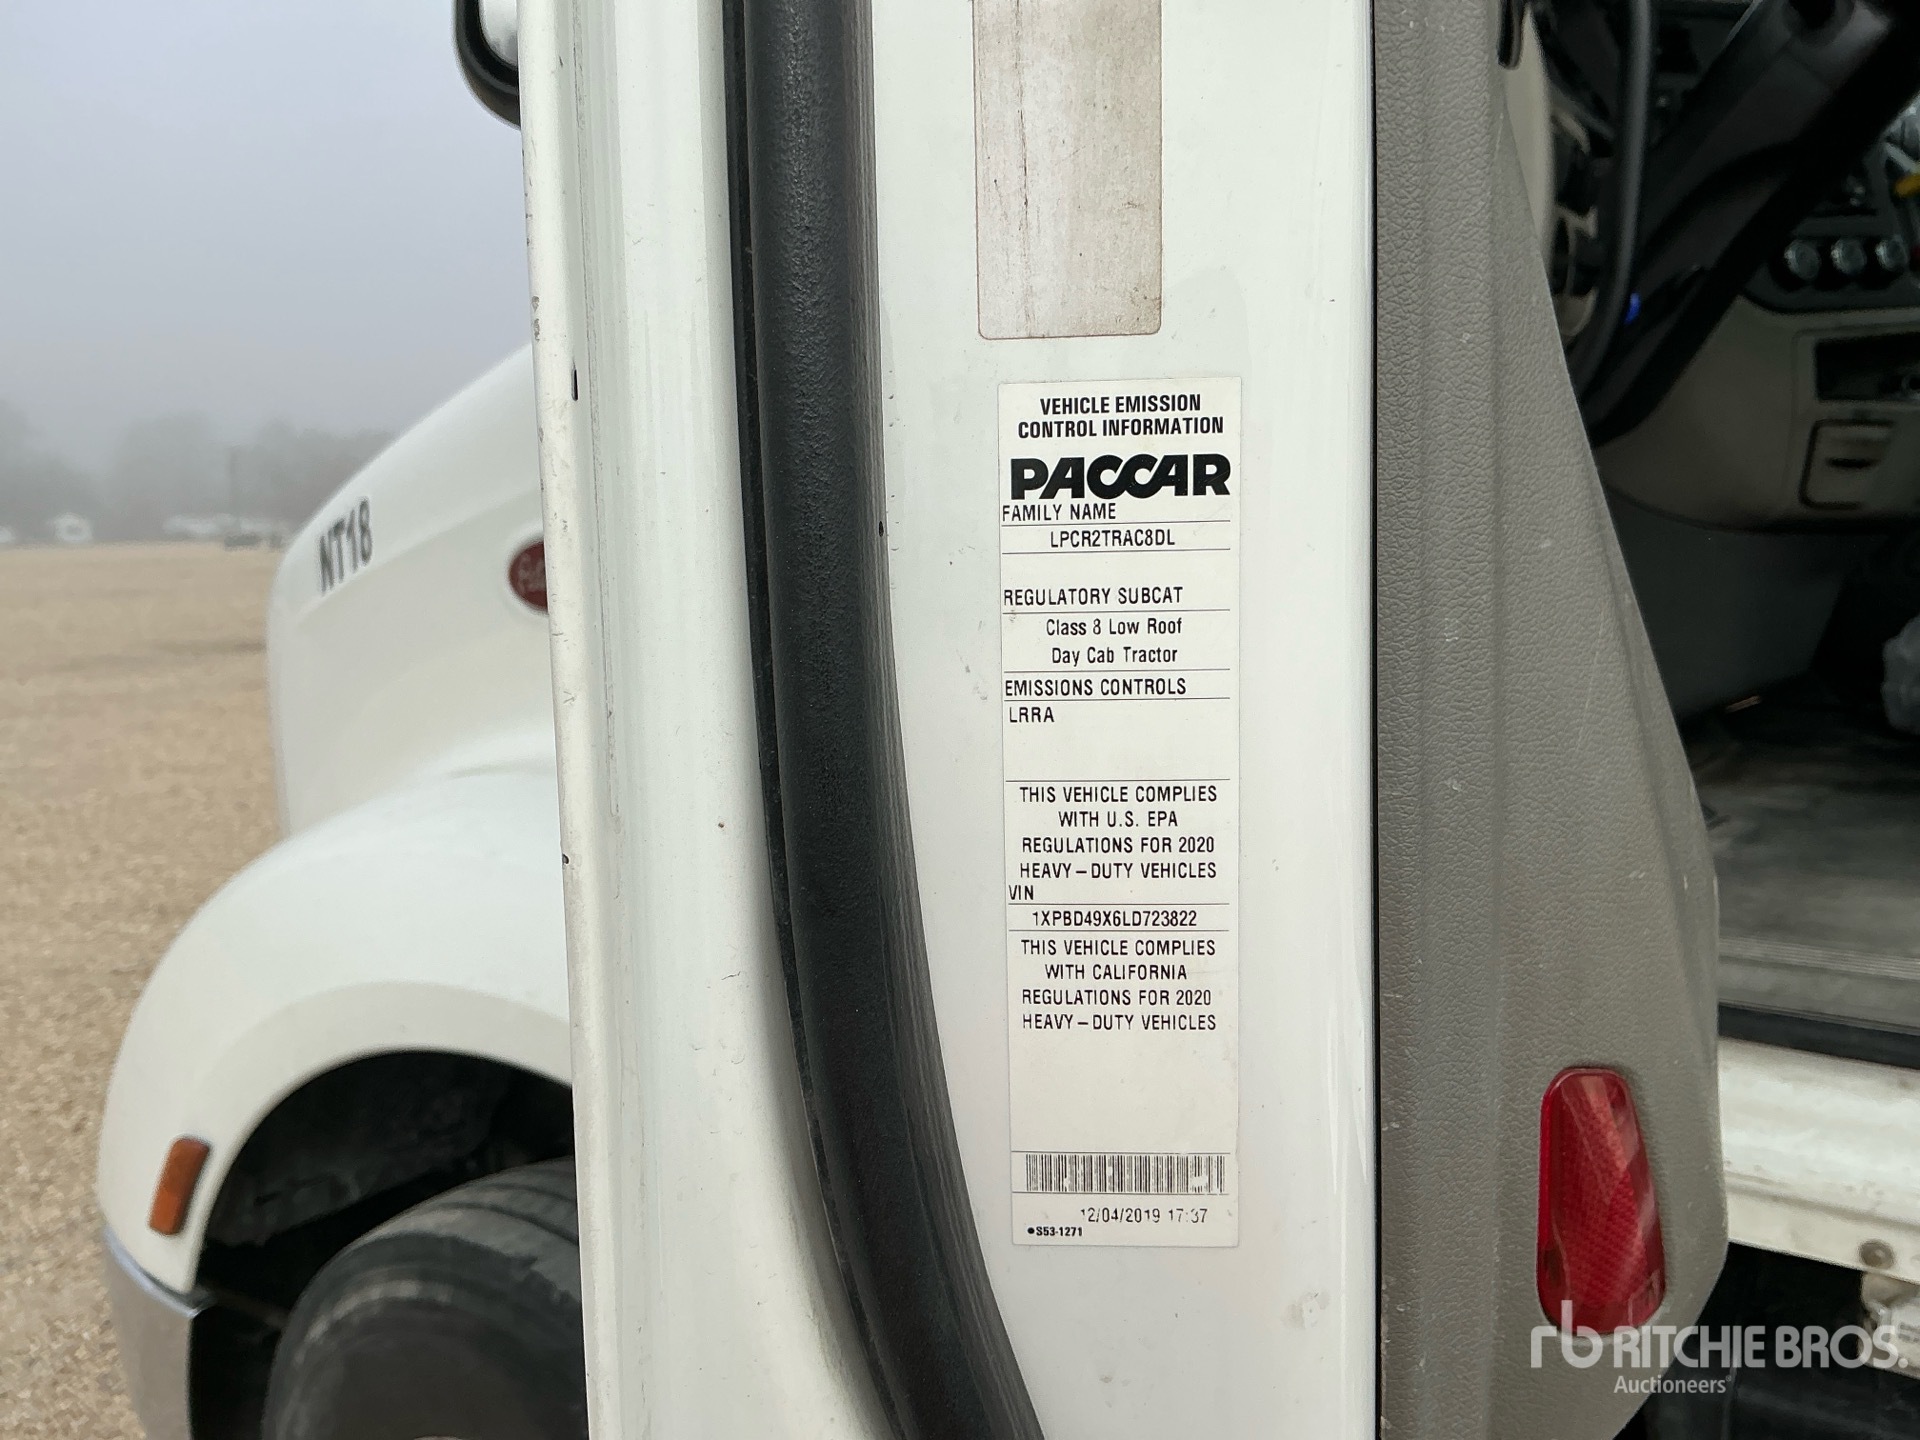 NT18
VEHICLE EMISSION
CONTROL INFORMATION
PACCAR
FAMILY NAME
LPCR2TRAC8DL
REGULATORY SUBCAT
Class 8 Low Roof
Day Cab Tractor
EMISSIONS CONTROLS
LRRA
THIS VEHICLE COMPLIES
WITH U.S. EPA
REGULATIONS FOR 2020
HEAVY-DUTY VEHICLES
VIN
1XPBD49X6LD723822
THIS VEHICLE COMPLIES
WITH CALIFORNIA
REGULATIONS FOR 2020
HEAVY-DUTY VEHICLES
12/04/2019 17:37
●S53-1271
rb RITCHIE BROS.
Auctioneers